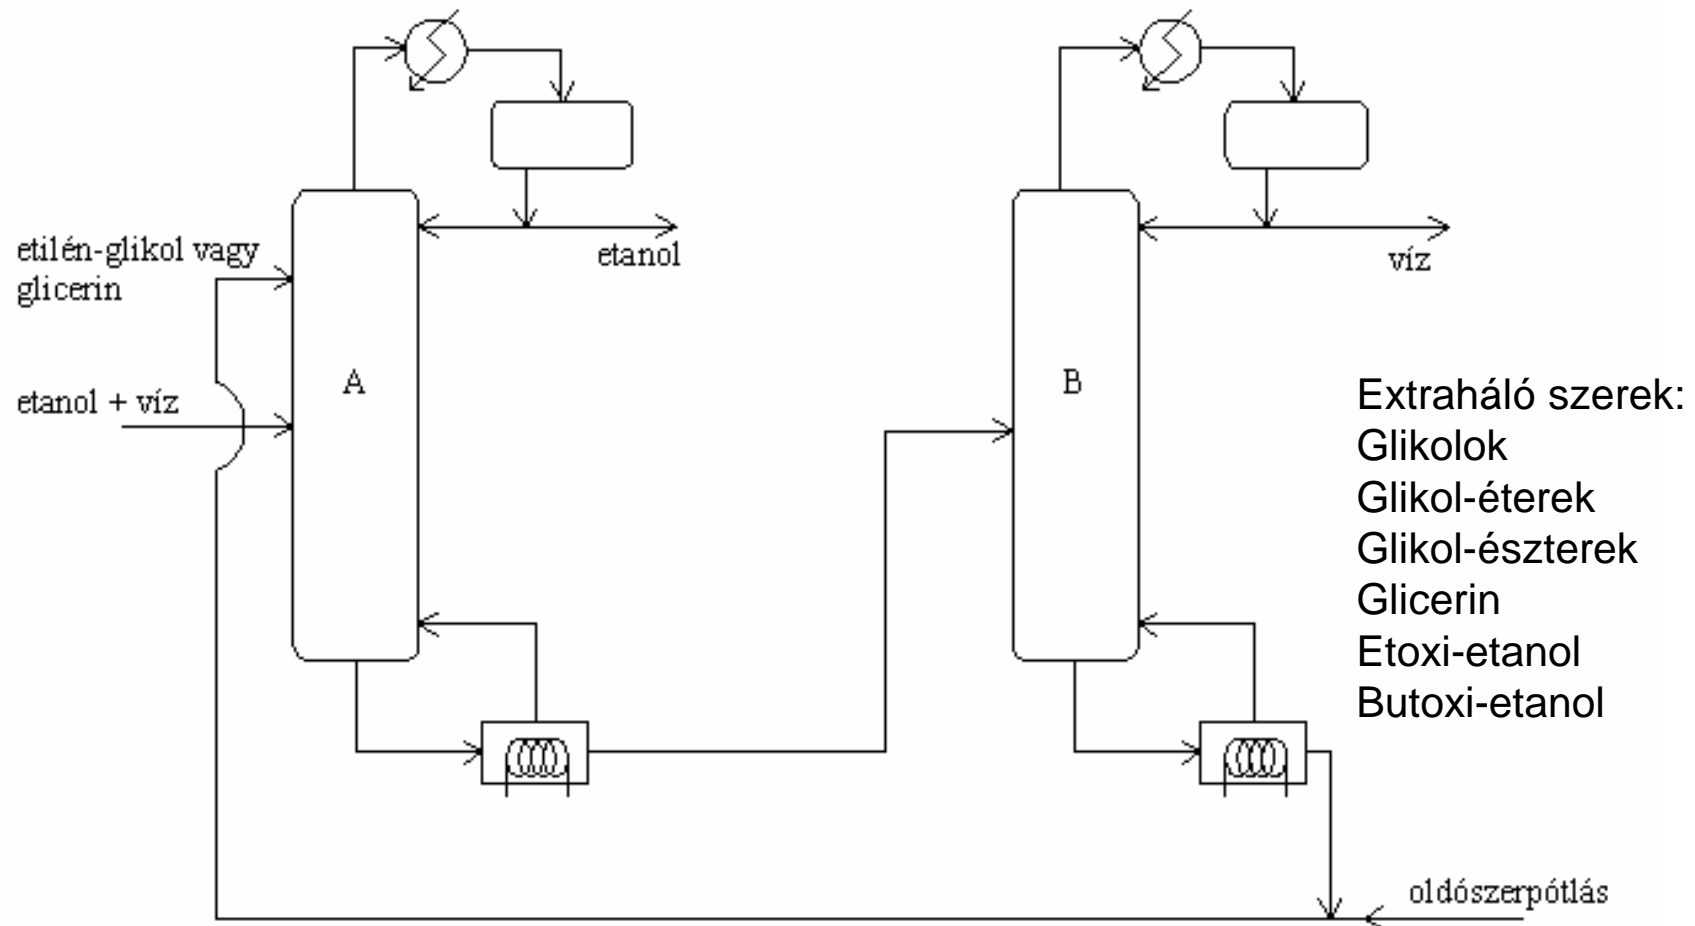 etilén-glikol vagy
glicerin
etanol + víz
A
etanol
B
víz
Extraháló szerek:
Glikolok
Glikol-éterek
Glikol-észterek
Glicerin
Etoxi-etanol
Butoxi-etanol
oldószerpótlás